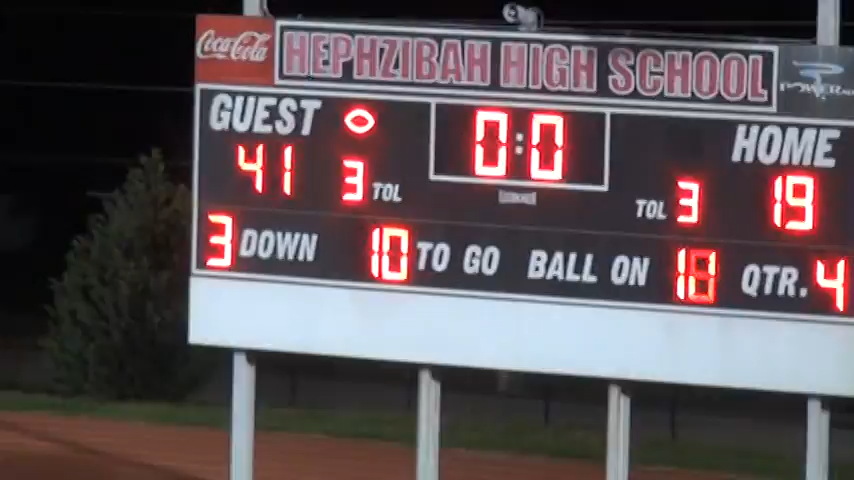 Coca-Cola HEPHZIBAH HIGH SCHOOL
GUEST 0:0 HOME
41 3 TOL TOL 3 19
3 DOWN 10 TO GO BALL ON QTR. 4